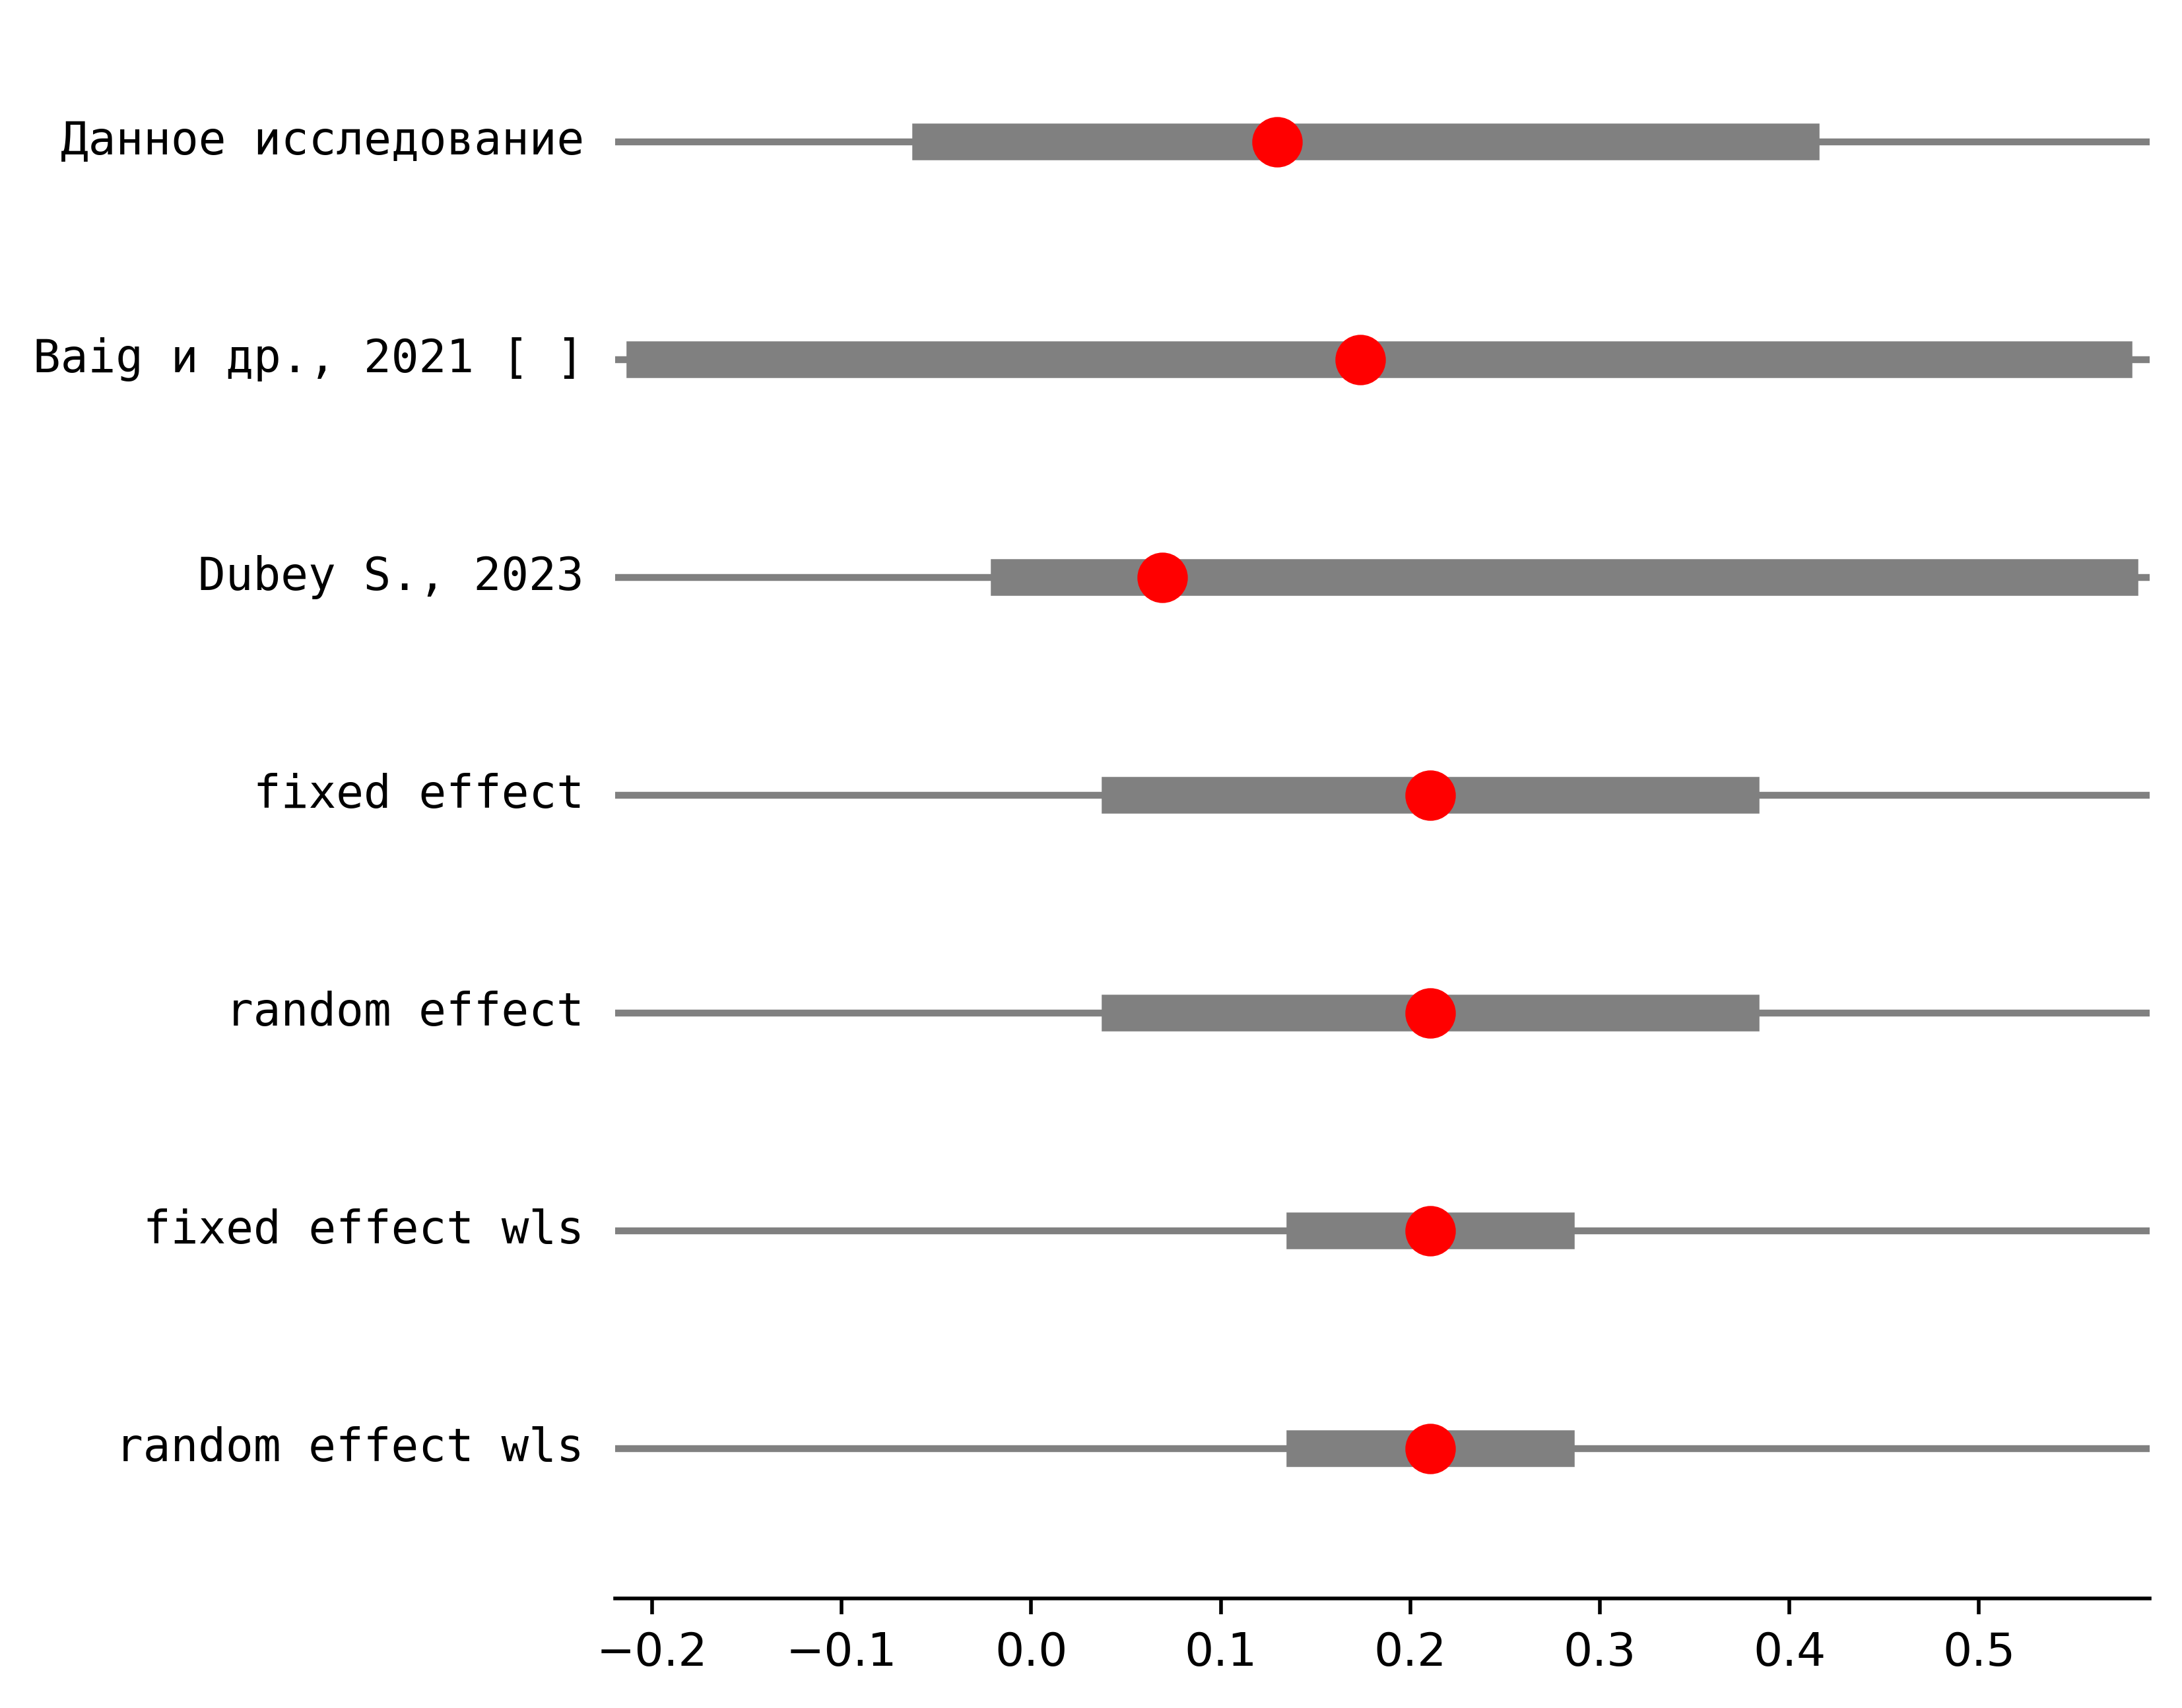 Данное исследование
Baig и др., 2021 [ ]
Dubey S., 2023
fixed effect
random effect
fixed effect wls
random effect wls
−0.2 −0.1 0.0 0.1 0.2 0.3 0.4 0.5